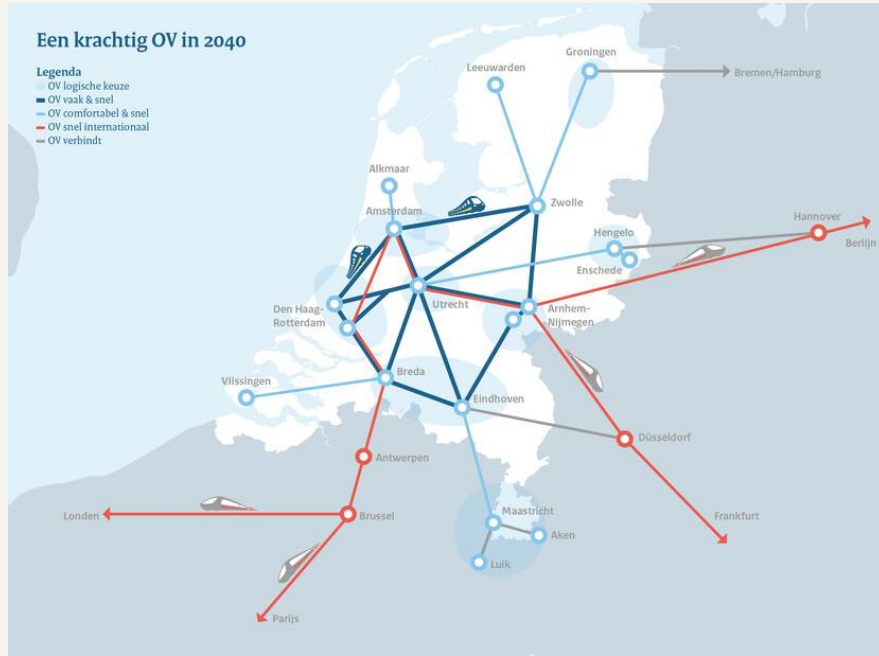 Een krachtig OV in 2040
Legenda
OV logische keuze
OV vaak & snel
OV comfortabel & snel
OV snel internationaal
OV verbindt
Groningen
Leeuwarden
Bremen/Hamburg
Alkmaar
Amsterdam
Zwolle
Hannover
Hengelo
Berlijn
Enschede
Utrecht
Den Haag-
Rotterdam
Arnhem-
Nijmegen
Breda
Vlissingen
Eindhoven
Düsseldorf
Antwerpen
Maastricht
Londen
Brussel
Frankfurt
Aken
Luik
Parijs